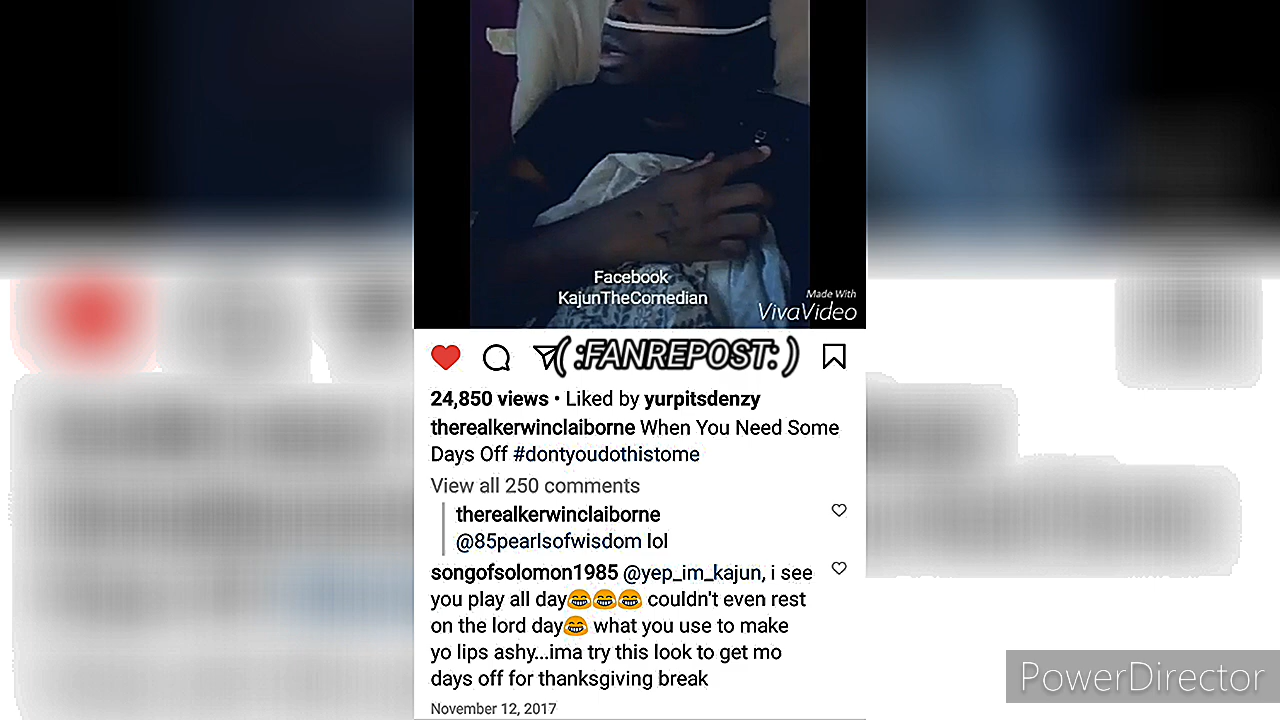 Facebook
KajunTheComedian
Made With
VivaVideo
( :FANREPOST: )
24,850 views • Liked by yurpitsdenzy
therealkerwinclaiborne When You Need Some
Days Off #dontyoudothistome
View all 250 comments
therealkerwinclaiborne
@85pearlsofwisdom lol
songofsolomon1985 @yep_im_kajun, i see
you play all day😂😂😂 couldn't even rest
on the lord day😂 what you use to make
yo lips ashy...ima try this look to get mo
days off for thanksgiving break
November 12, 2017
PowerDirector